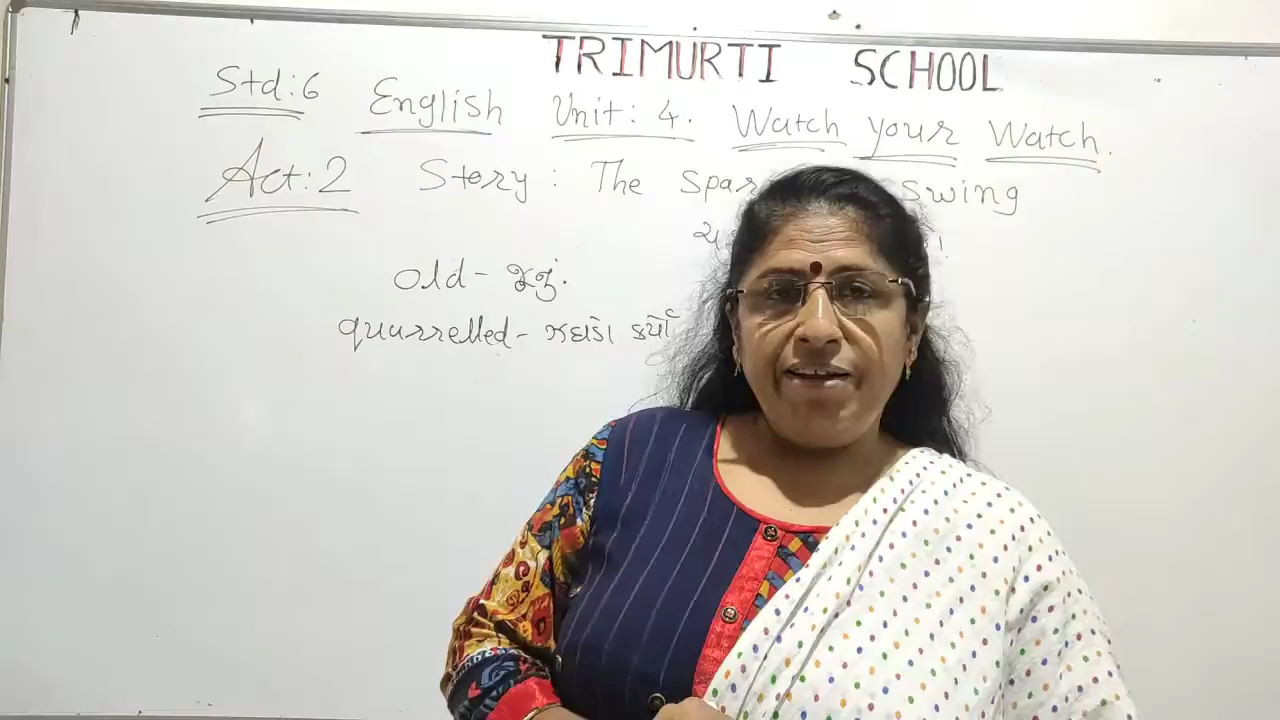 TRIMURTI SCHOOL
Std:6 English Unit: 4. Watch your Watch.
Act:2 Story: The swing
old - જુનું.
quarrelled - ઝઘડો કર્યો